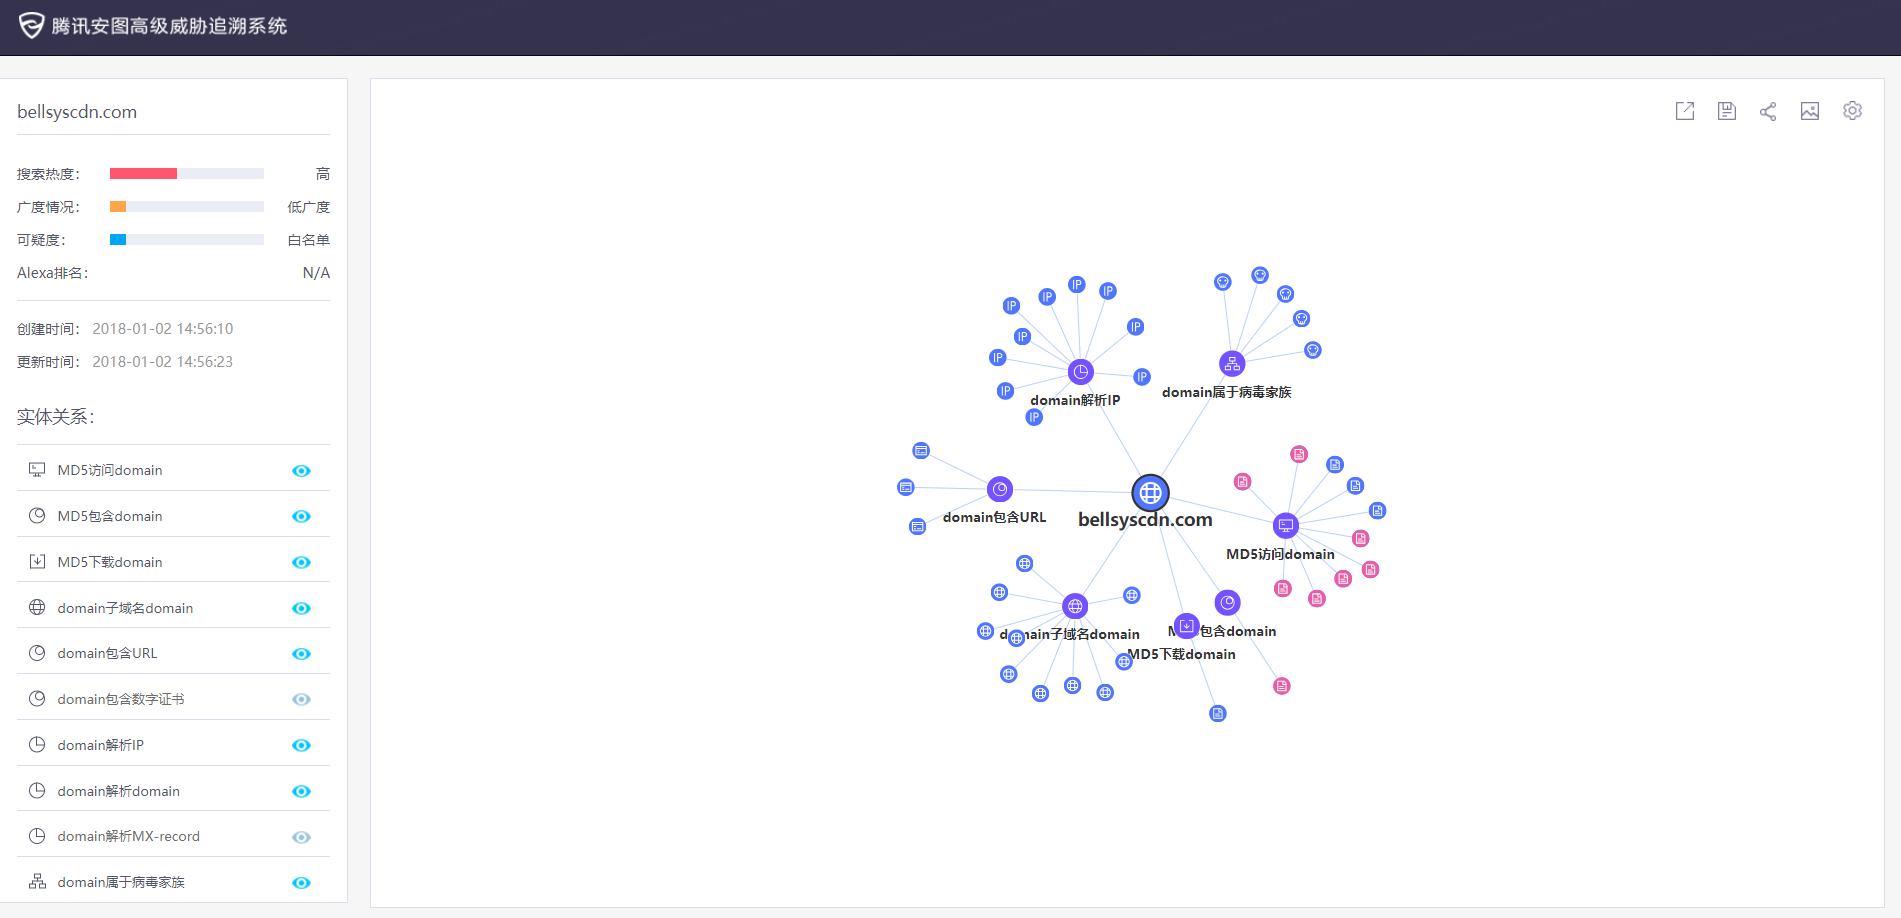 腾讯安图高级威胁追溯系统
bellsyscdn.com
搜索热度： 高
广度情况： 低广度
可疑度： 白名单
Alexa排名： N/A
创建时间： 2018-01-02 14:56:10
更新时间： 2018-01-02 14:56:23
实体关系：
MD5访问domain
MD5包含domain
MD5下载domain
domain子域名domain
domain包含URL
domain包含数字证书
domain解析IP
domain解析domain
domain解析MX-record
domain属于病毒家族
IP
IP
IP
IP
IP
IP
IP
IP
IP
IP
domain解析IP
domain属于病毒家族
domain包含URL
bellsyscdn.com
MD5访问domain
domain子域名domain
MD5包含domain
MD5下载domain